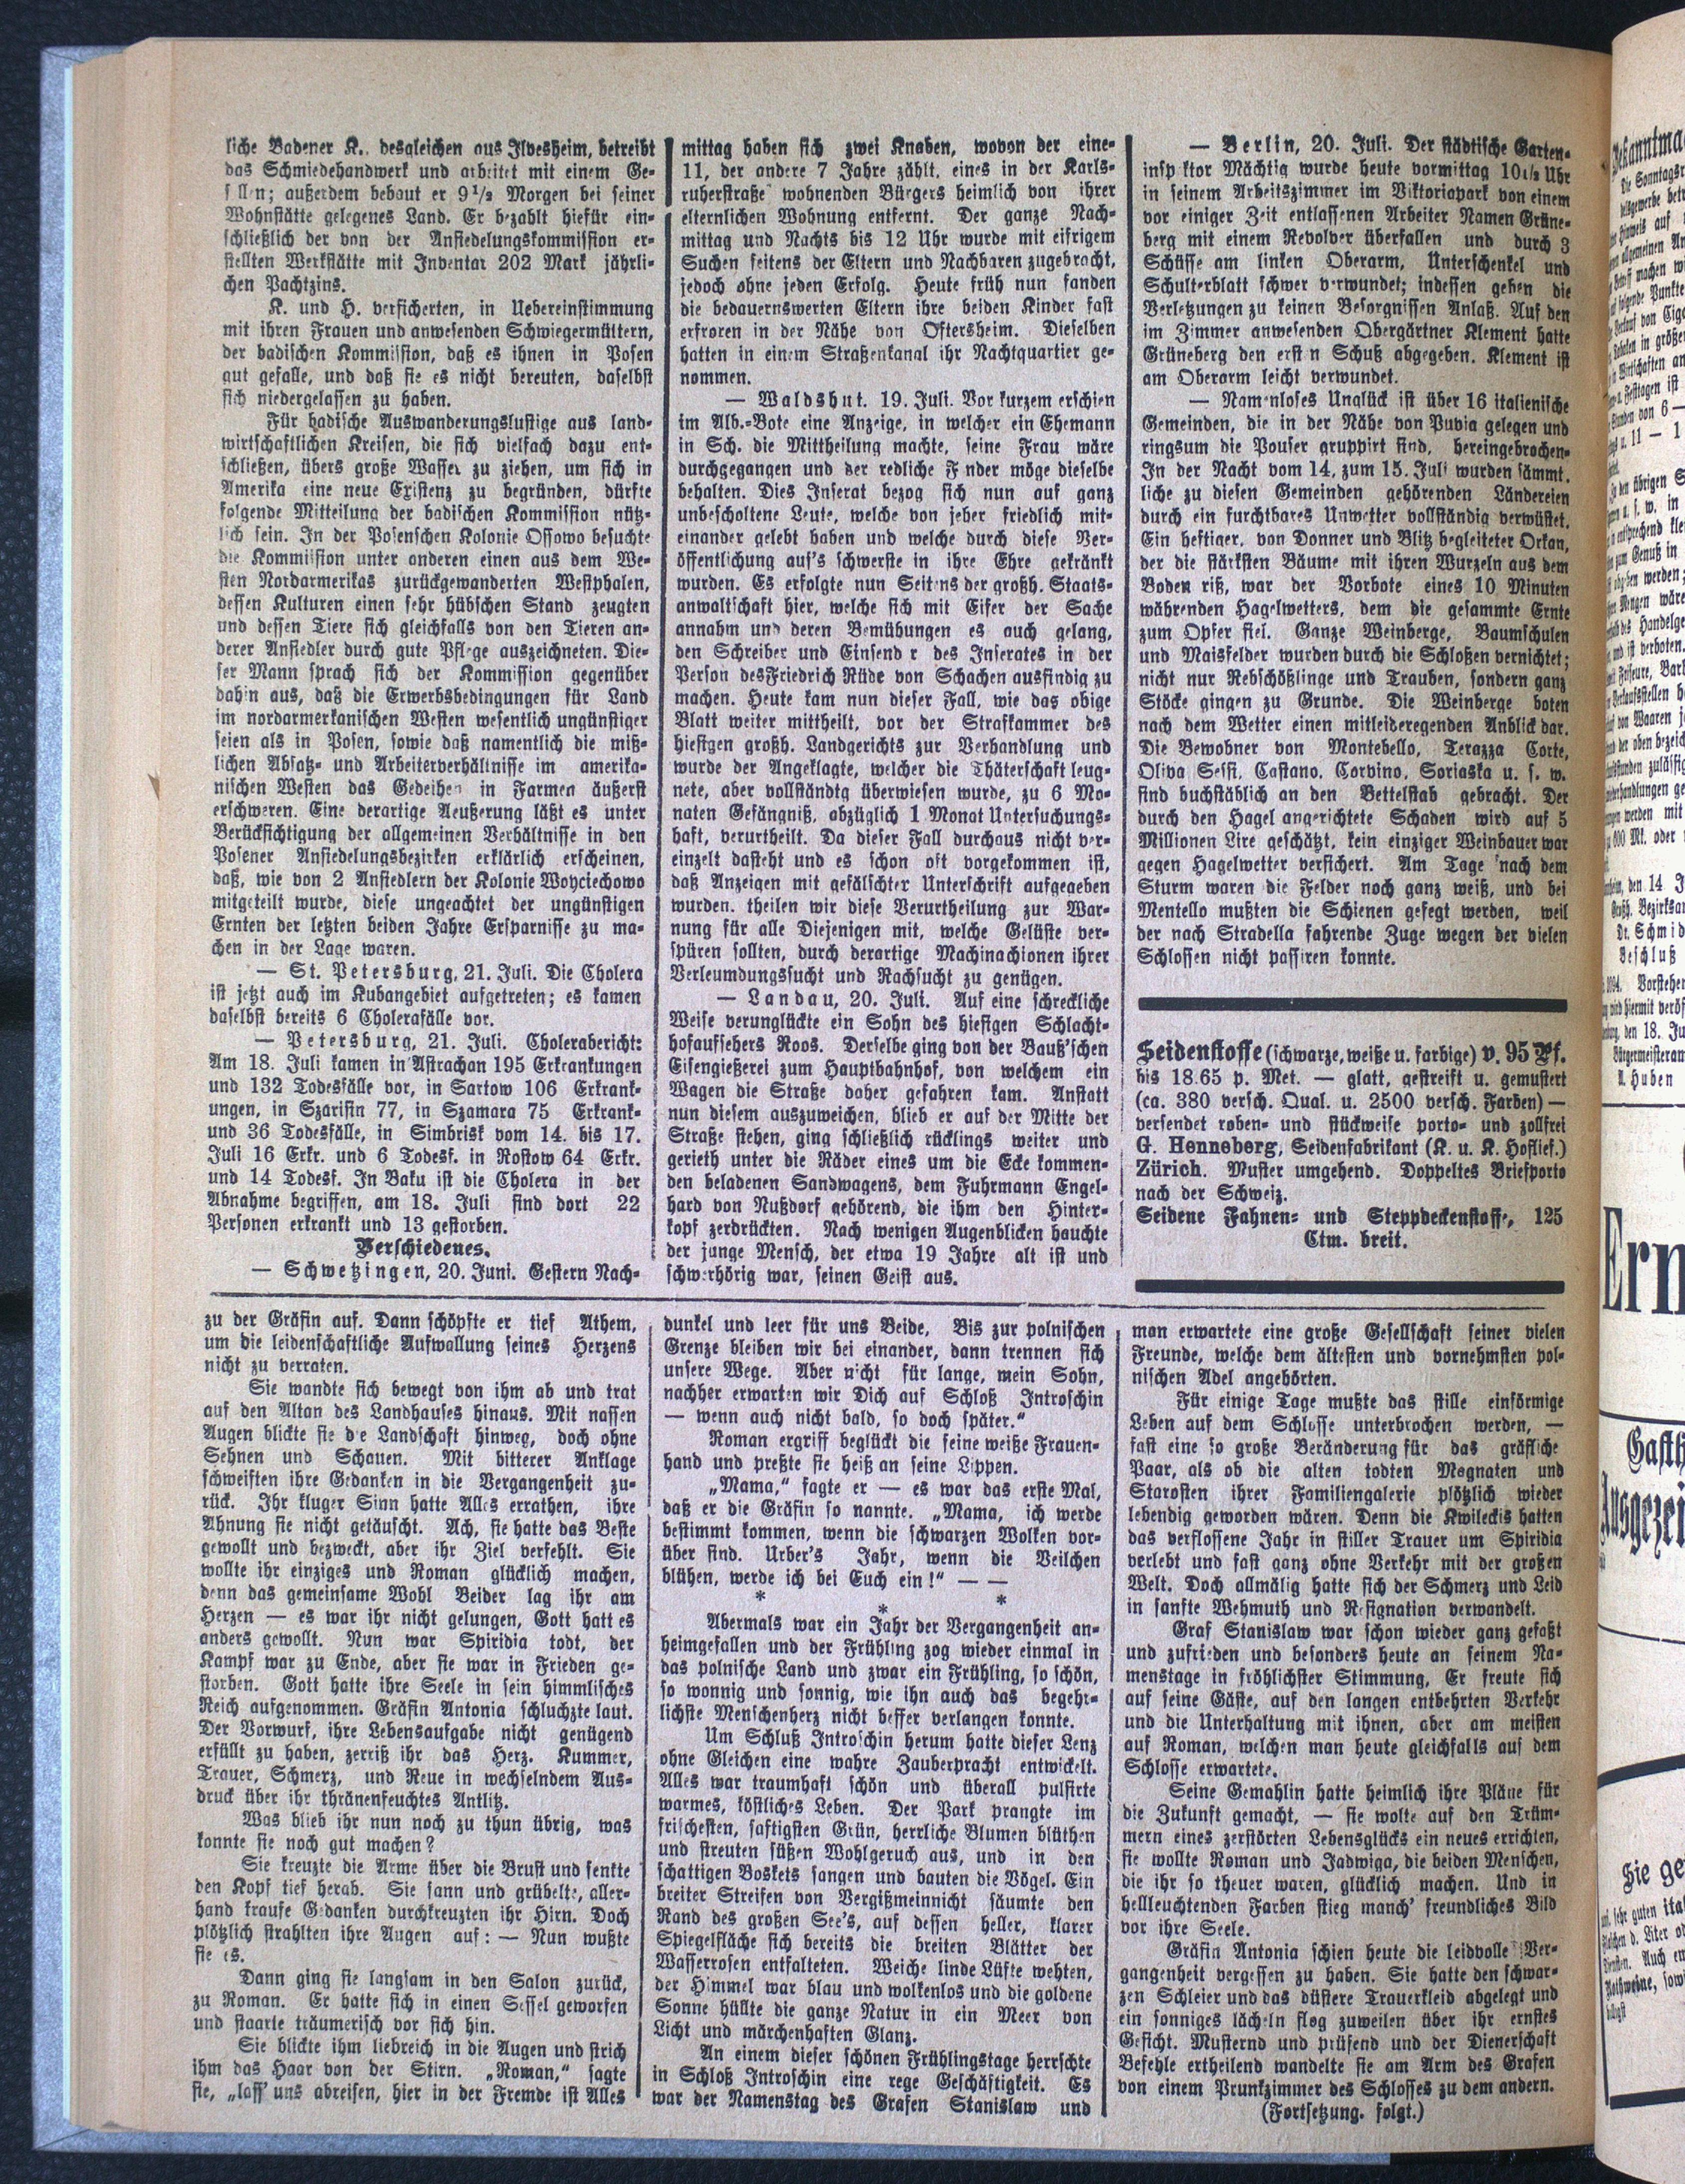 liche Badener K.. desgleichen aus Ilvesheim, betreibt
das Schmiedehandwerk und arbeitet mit einem Ge-
s llen; außerdem bebaut er 9½ Morgen bei seiner
Wohnstätte gelegenes Land. Er bezahlt hiefür ein-
schließlich der von der Ansiedelungskommission er-
stellten Werkstätte mit Inventar 202 Mark jährli-
chen Pachtzins.
K. und H. versicherten, in Uebereinstimmung
mit ihren Frauen und anwesenden Schwiegermüttern,
der badischen Kommission, daß es ihnen in Posen
gut gefalle, und daß sie es nicht bereuten, daselbst
sich niedergelassen zu haben.
Für badische Auswanderungslustige aus land-
wirtschaftlichen Kreisen, die sich vielfach dazu ent-
schließen, übers große Wasser zu ziehen, um sich in
Amerika eine neue Existenz zu begründen, dürfte
folgende Mitteilung der badischen Kommission nütz-
lich sein. In der Posenschen Kolonie Ossowo besuchte
die Kommission unter anderen einen aus dem We-
sten Nordarmerikas zurückgewanderten Westphalen,
dessen Kulturen einen sehr hübschen Stand zeugten
und dessen Tiere sich gleichfalls von den Tieren an-
derer Ansiedler durch gute Pflege auszeichneten. Die-
ser Mann sprach sich der Kommission gegenüber
dahin aus, daß die Erwerbsbedingungen für Land
im nordarmerkanischen Westen wesentlich ungünstiger
seien als in Posen, sowie daß namentlich die miß-
lichen Absatz- und Arbeiterverhältnisse im amerika-
nischen Westen das Gedeihen in Farmen äußerst
erschweren. Eine derartige Aeußerung läßt es unter
Berücksichtigung der allgemeinen Verhältnisse in den
Posener Ansiedelungsbezirken erklärlich erscheinen,
daß, wie von 2 Ansiedlern der Kolonie Woyciechowo
mitgeteilt wurde, diese ungeachtet der ungünstigen
Ernten der letzten beiden Jahre Ersparnisse zu ma-
chen in der Lage waren.
— St. Petersburg, 21. Juli. Die Cholera
ist jetzt auch im Kubangebiet aufgetreten; es kamen
daselbst bereits 6 Cholerafälle vor.
— Petersburg, 21. Juli. Cholerabericht:
Am 18. Juli kamen in Astrachan 195 Erkrankungen
und 132 Todesfälle vor, in Sartow 106 Erkrank-
ungen, in Szarifin 77, in Szamara 75 Erkrank-
und 36 Todesfälle, in Simbrisk vom 14. bis 17.
Juli 16 Erkr. und 6 Todesf. in Rostow 64 Erkr.
und 14 Todesf. In Baku ist die Cholera in der
Abnahme begriffen, am 18. Juli sind dort 22
Personen erkrankt und 13 gestorben.
Verschiedenes.
— Schwetzingen, 20. Juni. Gestern Nach-
mittag haben sich zwei Knaben, wovon der eine-
11, der andere 7 Jahre zählt, eines in der Karls-
ruherstraße wohnenden Bürgers heimlich von ihrer
elternlichen Wohnung entfernt. Der ganze Nach-
mittag und Nachts bis 12 Uhr wurde mit eifrigem
Suchen seitens der Eltern und Nachbaren zugebracht,
jedoch ohne jeden Erfolg. Heute früh nun fanden
die bedauernswerten Eltern ihre beiden Kinder fast
erfroren in der Nähe von Oftersheim. Dieselben
hatten in einem Straßenkanal ihr Nachtquartier ge-
nommen.
— Waldshut. 19. Juli. Vor kurzem erschien
im Alb.=Bote eine Anzeige, in welcher ein Ehemann
in Sch. die Mittheilung machte, seine Frau wäre
durchgegangen und der redliche F nder möge dieselbe
behalten. Dies Inserat bezog sich nun auf ganz
unbescholtene Leute, welche von jeher friedlich mit-
einander gelebt haben und welche durch diese Ver-
öffentlichung auf's schwerste in ihre Ehre gekränkt
wurden. Es erfolgte nun Seitens der großh. Staats-
anwaltschaft hier, welche sich mit Eifer der Sache
annahm und deren Bemühungen es auch gelang,
den Schreiber und Einsend r des Inserates in der
Person desFriedrich Rüde von Schachen ausfindig zu
machen. Heute kam nun dieser Fall, wie das obige
Blatt weiter mittheilt, vor der Strafkammer des
hiesigen großh. Landgerichts zur Verhandlung und
wurde der Angeklagte, welcher die Thäterschaft leug-
nete, aber vollständtg überwiesen wurde, zu 6 Mo-
naten Gefängniß, abzüglich 1 Monat Untersuchungs-
haft, verurtheilt. Da dieser Fall durchaus nicht ver-
einzelt dasteht und es schon oft vorgekommen ist,
daß Anzeigen mit gefälschter Unterschrift aufgegeben
wurden. theilen wir diese Verurtheilung zur War-
nung für alle Diejenigen mit, welche Gelüste ver-
spüren sollten, durch derartige Machinachionen ihrer
Verleumdungssucht und Rachsucht zu genügen.
— Landau, 20. Juli. Auf eine schreckliche
Weise verunglückte ein Sohn des hiesigen Schlacht-
hofaufsehers Roos. Derselbe ging von der Bauß'schen
Eisengießerei zum Hauptbahnhof, von welchem ein
Wagen die Straße daher gefahren kam. Anstatt
nun diesem auszuweichen, blieb er auf der Mitte der
Straße stehen, ging schließlich rücklings weiter und
gerieth unter die Räder eines um die Ecke kommen-
den beladenen Sandwagens, dem Fuhrmann Engel-
hard von Nußdorf gehörend, die ihm den Hinter-
kopf zerdrückten. Nach wenigen Augenblicken hauchte
der junge Mensch, der etwa 19 Jahre alt ist und
schwerhörig war, seinen Geist aus.
— Berlin, 20. Juli. Der städtische Garten-
insp ktor Mächtig wurde heute vormittag 10½ Uhr
in seinem Arbeitszimmer im Viktoriapark von einem
vor einiger Zeit entlassenen Arbeiter Namen Grüne-
berg mit einem Revolver überfallen und durch 3
Schüsse am linken Oberarm, Unterschenkel und
Schulterblatt schwer verwundet; indessen geben die
Verletzungen zu keinen Besorgnissen Anlaß. Auf den
im Zimmer anwesenden Obergärtner Klement hatte
Grüneberg den erst n Schuß abgegeben. Klement ist
am Oberarm leicht verwundet.
— Namenloses Unglück ist über 16 italienische
Gemeinden, die in der Nähe von Pubia gelegen und
ringsum die Pouser gruppirt sind, hereingebrochen-
In der Nacht vom 14, zum 15. Juli wurden sämmt.
liche zu diesen Gemeinden gehörenden Ländereien
durch ein furchtbares Unwetter vollständig verwüstet.
Ein heftiger, von Donner und Blitz begleiteter Orkan,
der die stärksten Bäume mit ihren Wurzeln aus dem
Boden riß, war der Vorbote eines 10 Minuten
währenden Hagelwetters, dem die gesammte Ernte
zum Opfer fiel. Ganze Weinberge, Baumschulen
und Maisfelder wurden durch die Schloßen vernichtet;
nicht nur Rebschößlinge und Trauben, sondern ganz
Stöcke gingen zu Grunde. Die Weinberge boten
nach dem Wetter einen mitleideregenden Anblick dar.
Die Bewohner von Montebello, Terazza Corte,
Oliva Sessi, Castano, Corvino, Soriaska u. s. w.
sind buchstäblich an den Bettelstab gebracht. Der
durch den Hagel angerichtete Schaden wird auf 5
Millionen Lire geschätzt, kein einziger Weinbauer war
gegen Hagelwetter versichert. Am Tage nach dem
Sturm waren die Felder noch ganz weiß, und bei
Mentello mußten die Schienen gefegt werden, weil
der nach Stradella fahrende Zuge wegen der vielen
Schlossen nicht passiren konnte.
Seidenstoffe (schwarze, weiße u. farbige) v. 95 Pf.
bis 18.65 p. Met. — glatt, gestreift u. gemustert
(ca. 380 versch. Qual. u. 2500 versch. Farben) —
versendet roben- und stückweise porto- und zollfrei
G. Henneberg, Seidenfabrikant (K. u. K. Hoflief.)
Zürich. Muster umgehend. Doppeltes Briefporto
nach der Schweiz.
Seidene Fahnen- und Steppdeckenstoffe, 125
Ctm. breit.
zu der Gräfin auf. Dann schöpfte er tief Athem,
um die leidenschaftliche Aufwallung seines Herzens
nicht zu verraten.
Sie wandte sich bewegt von ihm ab und trat
auf den Altan des Landhauses hinaus. Mit nassen
Augen blickte sie die Landschaft hinweg, doch ohne
Sehnen und Schauen. Mit bitterer Anklage
schweiften ihre Gedanken in die Vergangenheit zu-
rück. Ihr kluger Sinn hatte Alles errathen, ihre
Ahnung sie nicht getäuscht. Ach, sie hatte das Beste
gewollt und bezweckt, aber ihr Ziel verfehlt. Sie
wollte ihr einziges und Roman glücklich machen,
denn das gemeinsame Wohl Beider lag ihr am
Herzen — es war ihr nicht gelungen, Gott hatt es
anders gewollt. Nun war Spiridia todt, der
Kampf war zu Ende, aber sie war in Frieden ge-
storben. Gott hatte ihre Seele in sein himmlisches
Reich aufgenommen. Gräfin Antonia schluchzte laut.
Der Vorwurf, ihre Lebensaufgabe nicht genügend
erfüllt zu haben, zerriß ihr das Herz. Kummer,
Trauer, Schmerz, und Reue in wechselndem Aus-
druck über ihr thränenfeuchtes Antlitz.
Was blieb ihr nun noch zu thun übrig, was
konnte sie noch gut machen?
Sie kreuzte die Arme über die Brust und senkte
den Kopf tief herab. Sie sann und grübelte, aller-
hand krause Gedanken durchkreuzten ihr Hirn. Doch
plötzlich strahlten ihre Augen auf: — Nun wußte
sie es.
Dann ging sie langsam in den Salon zurück,
zu Roman. Er hatte sich in einen Sessel geworfen
und staarte träumerisch vor sich hin.
Sie blickte ihm liebreich in die Augen und strich
ihm das Haar von der Stirn. „Roman,“ sagte
sie, „lass' uns abreisen, hier in der Fremde ist Alles
dunkel und leer für uns Beide, Bis zur polnischen
Grenze bleiben wir bei einander, dann trennen sich
unsere Wege. Aber nicht für lange, mein Sohn,
nachher erwarten wir Dich auf Schloß Introschin
— wenn auch nicht bald, so doch später.“
Roman ergriff beglückt die feine weiße Frauen-
hand und preßte sie heiß an seine Lippen.
„Mama,“ sagte er — es war das erste Mal,
daß er die Gräfin so nannte. „Mama, ich werde
bestimmt kommen, wenn die schwarzen Wolken vor-
über sind. Urber's Jahr, wenn die Veilchen
blühen, werde ich bei Euch ein!“ — —
* * *
Abermals war ein Jahr der Vergangenheit an-
heimgefallen und der Frühling zog wieder einmal in
das polnische Land und zwar ein Frühling, so schön,
so wonnig und sonnig, wie ihn auch das begehr-
lichste Menschenherz nicht besser verlangen konnte.
Um Schluß Introschin herum hatte dieser Lenz
ohne Gleichen eine wahre Zauberpracht entwickelt.
Alles war traumhaft schön und überall pulsirte
warmes, köstliches Leben. Der Park prangte im
frischesten, saftigsten Grün, herrliche Blumen blüthen
und streuten süßen Wohlgeruch aus, und in den
schattigen Boskets sangen und bauten die Vögel. Ein
breiter Streifen von Vergißmeinnicht säumte den
Rand des großen See's, auf dessen heller, klarer
Spiegelfläche sich bereits die breiten Blätter der
Wasserrosen entfalteten. Weiche linde Lüfte wehten,
der Himmel war blau und wolkenlos und die goldene
Sonne hüllte die ganze Natur in ein Meer von
Licht und märchenhaften Glanz.
An einem dieser schönen Frühlingstage herrschte
in Schloß Introschin eine rege Geschäftigkeit. Es
war der Namenstag des Grafen Stanislaw und
man erwartete eine große Gesellschaft seiner vielen
Freunde, welche dem ältesten und vornehmsten pol-
nischen Adel angehörten.
Für einige Tage mußte das stille einförmige
Leben auf dem Schlosse unterbrochen werden, —
fast eine so große Beränderung für das gräfliche
Paar, als ob die alten todten Magnaten und
Starosten ihrer Familiengalerie plötzlich wieder
lebendig geworden wären. Denn die Kwileckis hatten
das verflossene Jahr in stiller Trauer um Spiridia
verlebt und fast ganz ohne Verkehr mit der großen
Welt. Doch allmälig hatte sich der Schmerz und Leid
in sanfte Wehmuth und Resignation verwandelt.
Graf Stanislaw war schon wieder ganz gefaßt
und zufrieden und besonders heute an seinem Na-
menstage in fröhlichster Stimmung, Er freute sich
auf seine Gäste, auf den langen entbehrten Verkehr
und die Unterhaltung mit ihnen, aber am meisten
auf Roman, welchen man heute gleichfalls auf dem
Schlosse erwartete.
Seine Gemahlin hatte heimlich ihre Pläne für
die Zukunft gemacht, — sie wolte auf den Trüm-
mern eines zerstörten Lebensglücks ein neues errichten,
sie wollte Roman und Jadwiga, die beiden Menschen,
die ihr so theuer waren, glücklich machen. Und in
hellleuchtenden Farben stieg manch' freundliches Bild
vor ihre Seele.
Gräfin Antonia schien heute die leidvolle Ver-
gangenheit vergessen zu haben. Sie hatte den schwar-
zen Schleier und das düstere Trauerkleid abgelegt und
ein sonniges lächeln flog zuweilen über ihr ernstes
Gesicht. Musternd und prüfend und der Dienerschaft
Befehle ertheilend wandelte sie am Arm des Grafen
von einem Prunkzimmer des Schlosses zu dem andern.
(Fortsetzung. folgt.)